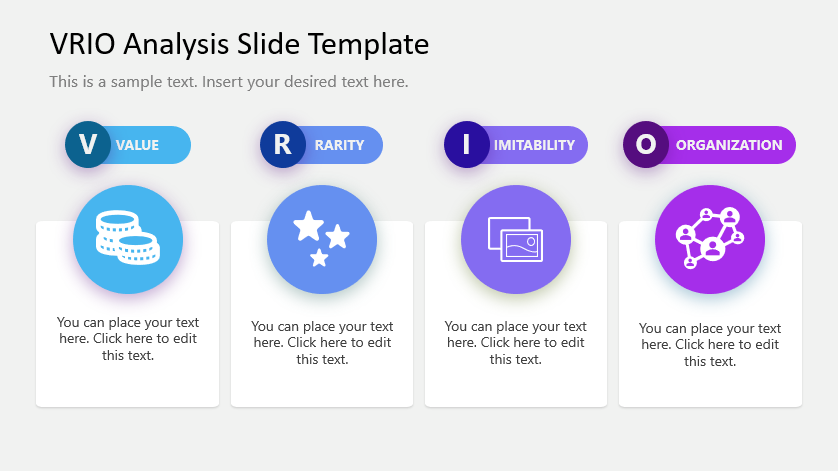 VRIO Analysis Slide Template
This is a sample text. Insert your desired text here.
V VALUE
R RARITY
I IMITABILITY
O ORGANIZATION
You can place your text
here. Click here to edit
this text.
You can place your text
here. Click here to edit
this text.
You can place your text
here. Click here to edit
this text.
You can place your text
here. Click here to edit
this text.